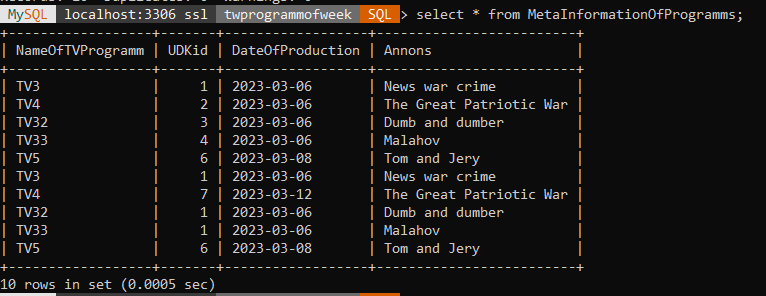 MySQL localhost:3306 ssl twprogrammofweek SQL > select * from MetaInformationOfProgramms;
+-----------------+-------+------------------+-------------------------+
| NameOfTVProgramm | UDKid | DateOfProduction | Annons |
+-----------------+-------+------------------+-------------------------+
| TV3 | 1 | 2023-03-06 | News war crime |
| TV4 | 2 | 2023-03-06 | The Great Patriotic War |
| TV32 | 3 | 2023-03-06 | Dumb and dumber |
| TV33 | 4 | 2023-03-06 | Malahov |
| TV5 | 6 | 2023-03-08 | Tom and Jery |
| TV3 | 1 | 2023-03-06 | News war crime |
| TV4 | 7 | 2023-03-12 | The Great Patriotic War |
| TV32 | 1 | 2023-03-06 | Dumb and dumber |
| TV33 | 1 | 2023-03-06 | Malahov |
| TV5 | 6 | 2023-03-08 | Tom and Jery |
+-----------------+-------+------------------+-------------------------+
10 rows in set (0.0005 sec)